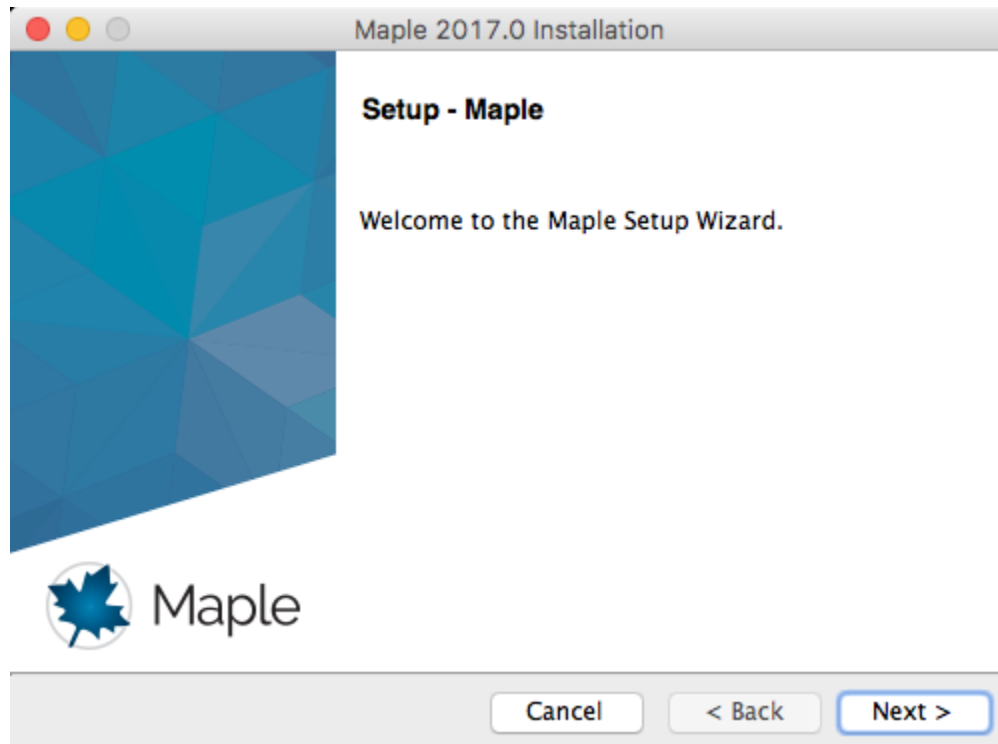 Maple 2017.0 Installation
Setup - Maple
Welcome to the Maple Setup Wizard.
Maple
Cancel
< Back
Next >